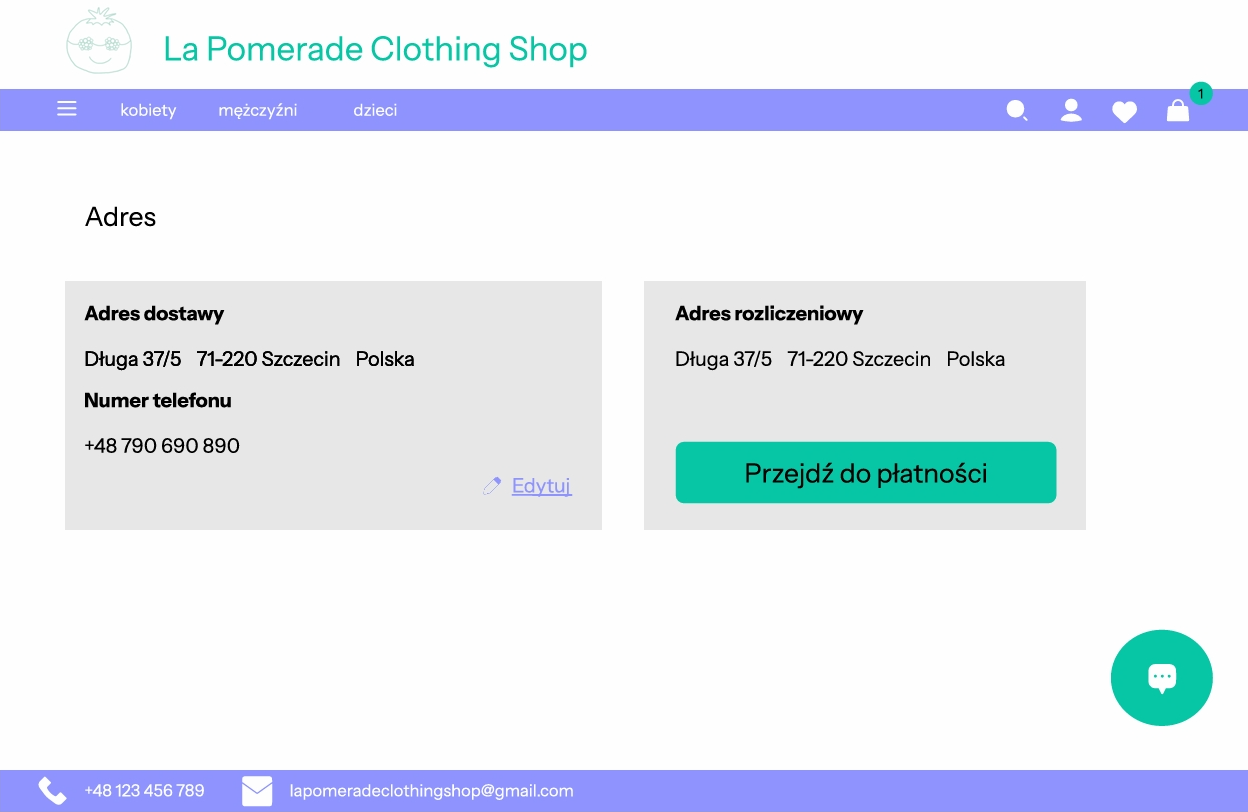 La Pomerade Clothing Shop
kobiety mężczyźni dzieci
1
Adres
Adres dostawy
Długa 37/5 71-220 Szczecin Polska
Numer telefonu
+48 790 690 890
Edytuj
Adres rozliczeniowy
Długa 37/5 71-220 Szczecin Polska
Przejdź do płatności
+48 123 456 789 lapomeradeclothingshop@gmail.com